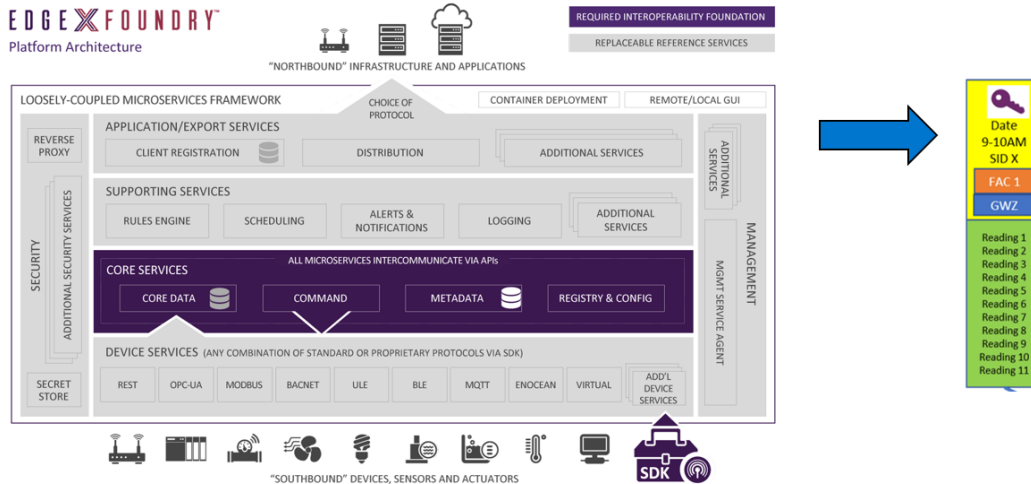 EDGE X FOUNDRY™
Platform Architecture
REQUIRED INTEROPERABILITY FOUNDATION
REPLACEABLE REFERENCE SERVICES
"NORTHBOUND" INFRASTRUCTURE AND APPLICATIONS
LOOSELY-COUPLED MICROSERVICES FRAMEWORK
CHOICE OF
PROTOCOL
CONTAINER DEPLOYMENT
REMOTE/LOCAL GUI
REVERSE
PROXY
SECURITY
ADDITIONAL SECURITY SERVICES
SECRET
STORE
APPLICATION/EXPORT SERVICES
CLIENT REGISTRATION
DISTRIBUTION
ADDITIONAL SERVICES
SUPPORTING SERVICES
RULES ENGINE
SCHEDULING
ALERTS &
NOTIFICATIONS
LOGGING
ADDITIONAL
SERVICES
ALL MICROSERVICES INTERCOMMUNICATE VIA APIs
CORE SERVICES
CORE DATA
COMMAND
METADATA
REGISTRY & CONFIG
DEVICE SERVICES (ANY COMBINATION OF STANDARD OR PROPRIETARY PROTOCOLS VIA SDK)
REST
OPC-UA
MODBUS
BACNET
ULE
BLE
MQTT
ENOCEAN
VIRTUAL
ADD'L
DEVICE
SERVICES
ADDITIONAL
SERVICES
MANAGEMENT
MGMT SERVICE AGENT
SDK
"SOUTHBOUND" DEVICES, SENSORS AND ACTUATORS
Date
9-10AM
SID X
FAC 1
GWZ
Reading 1
Reading 2
Reading 3
Reading 4
Reading 5
Reading 6
Reading 7
Reading 8
Reading 9
Reading 10
Reading 11